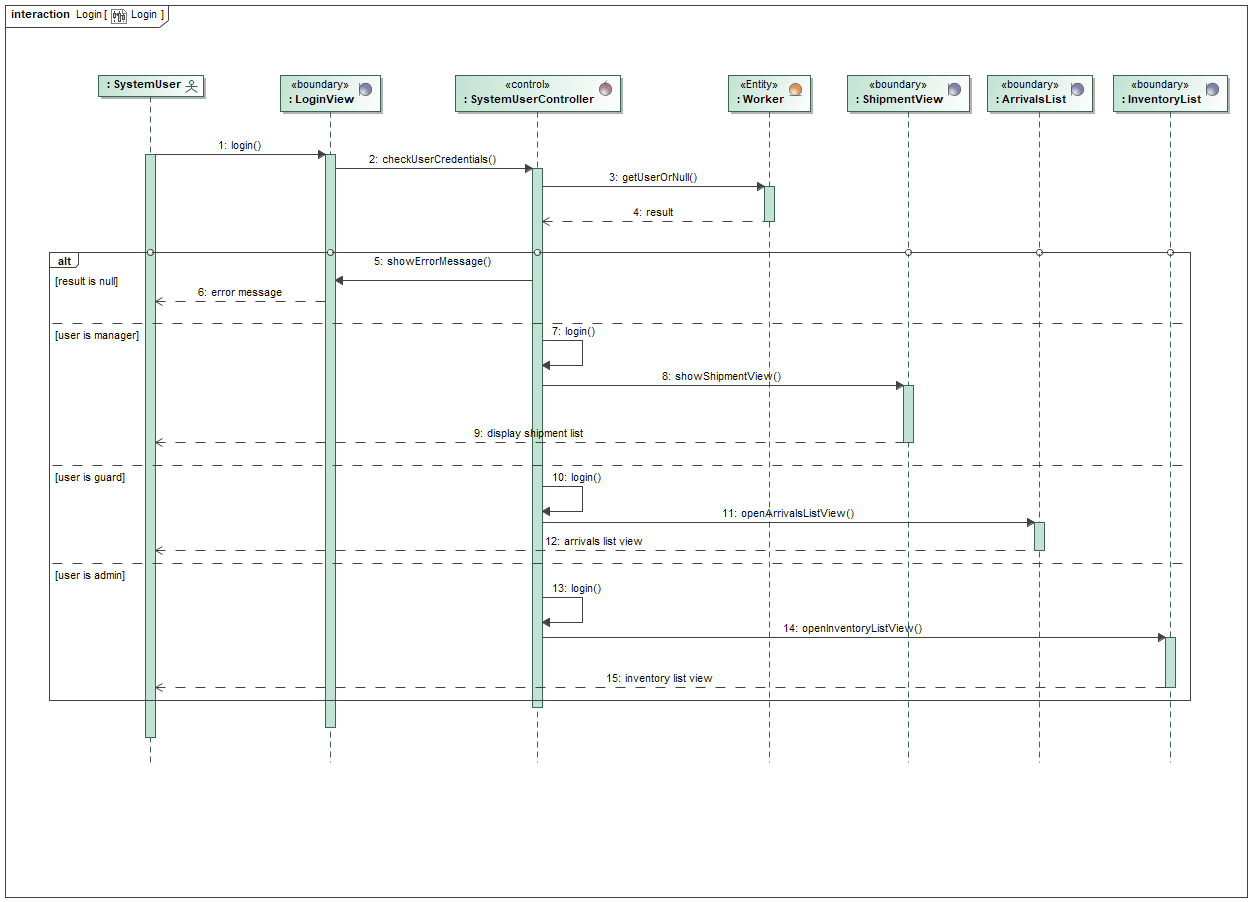 interaction Login [ Login ]
: SystemUser
«boundary»
: LoginView
«control»
: SystemUserController
«Entity»
: Worker
«boundary»
: ShipmentView
«boundary»
: ArrivalsList
«boundary»
: InventoryList
1: login()
2: checkUserCredentials()
3: getUserOrNull()
4: result
alt
5: showErrorMessage()
[result is null]
6: error message
[user is manager]
7: login()
8: showShipmentView()
9: display shipment list
[user is guard]
10: login()
11: openArrivalsListView()
12: arrivals list view
[user is admin]
13: login()
14: openInventoryListView()
15: inventory list view